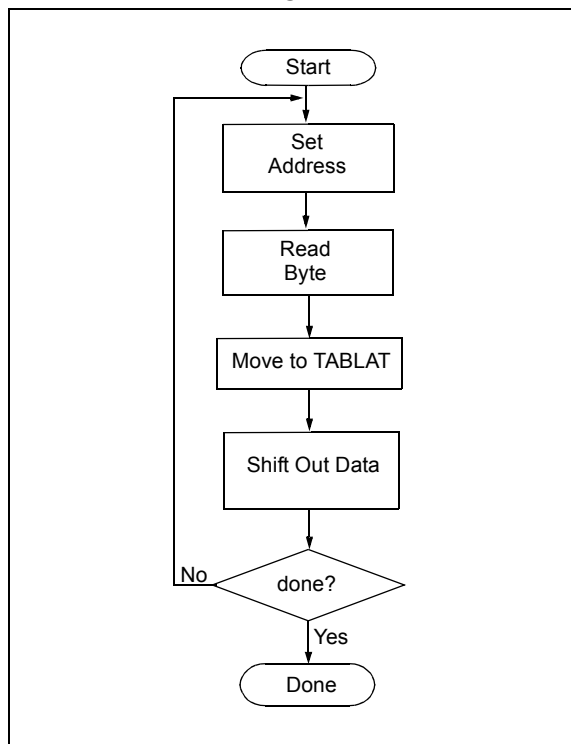 Start
Set
Address
Read
Byte
Move to TABLAT
Shift Out Data
No
done?
Yes
Done